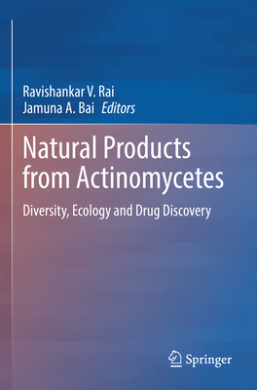 Ravishankar V. Rai
Jamuna A. Bai Editors
Natural Products
from Actinomycetes
Diversity, Ecology and Drug Discovery
Springer